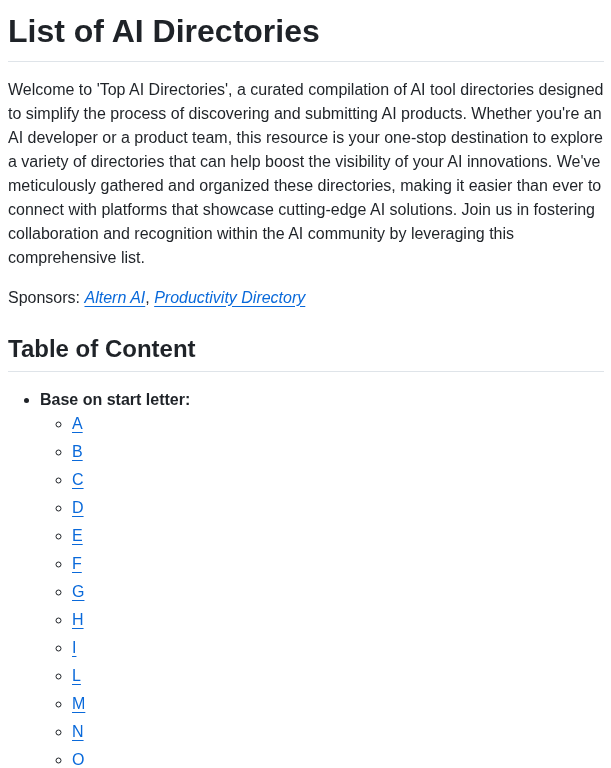 List of AI Directories
Welcome to 'Top AI Directories', a curated compilation of AI tool directories designed
to simplify the process of discovering and submitting AI products. Whether you're an
AI developer or a product team, this resource is your one-stop destination to explore
a variety of directories that can help boost the visibility of your AI innovations. We've
meticulously gathered and organized these directories, making it easier than ever to
connect with platforms that showcase cutting-edge AI solutions. Join us in fostering
collaboration and recognition within the AI community by leveraging this
comprehensive list.
Sponsors: Altern AI, Productivity Directory
Table of Content
Base on start letter:
A
B
C
D
E
F
G
H
I
L
M
N
O